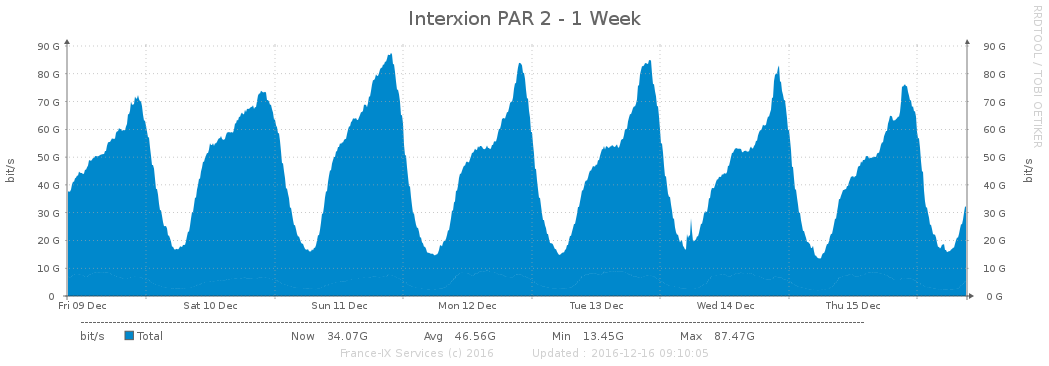 Interxion PAR 2 - 1 Week
RRDTOOL / TOBI OETIKER
90 G 90 G
80 G 80 G
70 G 70 G
60 G 60 G
50 G 50 G
40 G 40 G
30 G 30 G
20 G 20 G
10 G 10 G
0 0 G
bit/s
bit/s
Fri 09 Dec Sat 10 Dec Sun 11 Dec Mon 12 Dec Tue 13 Dec Wed 14 Dec Thu 15 Dec
bit/s Total Now 34.07G Avg 46.56G Min 13.45G Max 87.47G
France-IX Services (c) 2016 Updated : 2016-12-16 09:10:05